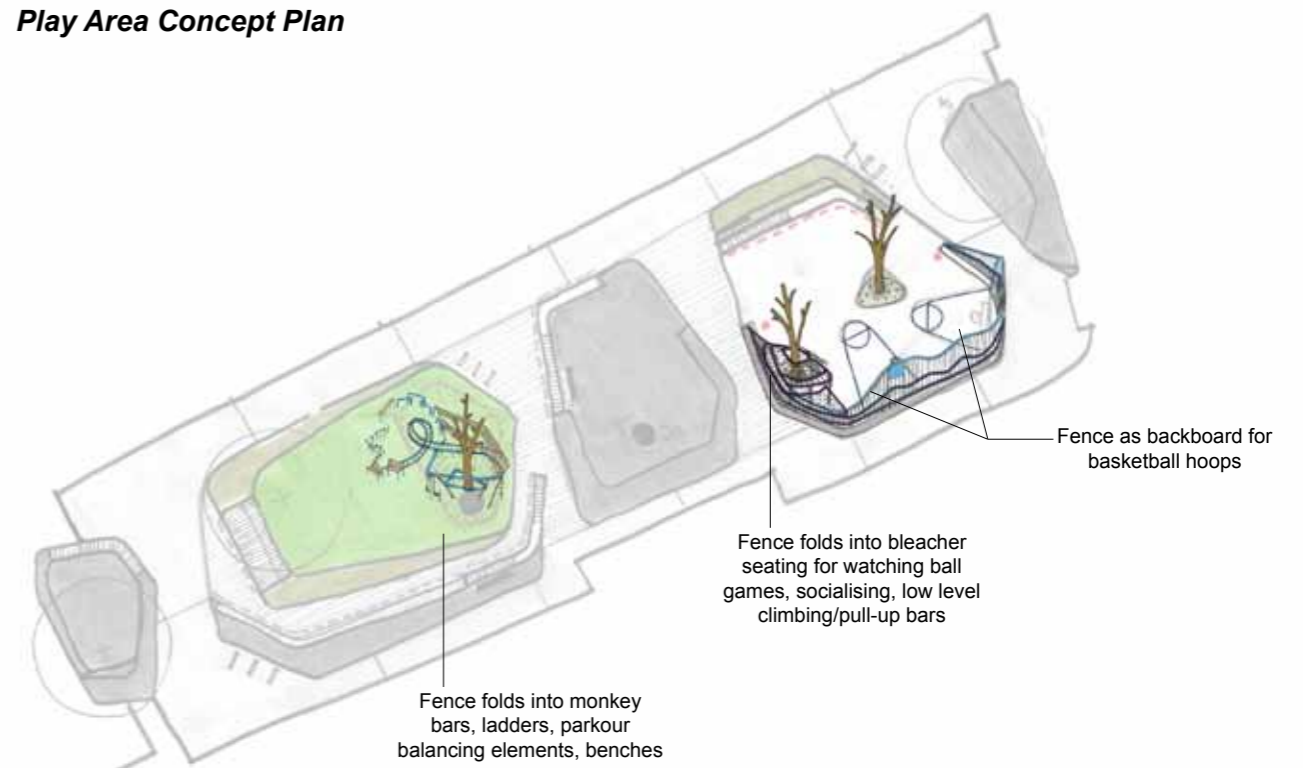 Play Area Concept Plan
Fence as backboard for
basketball hoops
Fence folds into bleacher
seating for watching ball
games, socialising, low level
climbing/pull-up bars
Fence folds into monkey
bars, ladders, parkour
balancing elements, benches